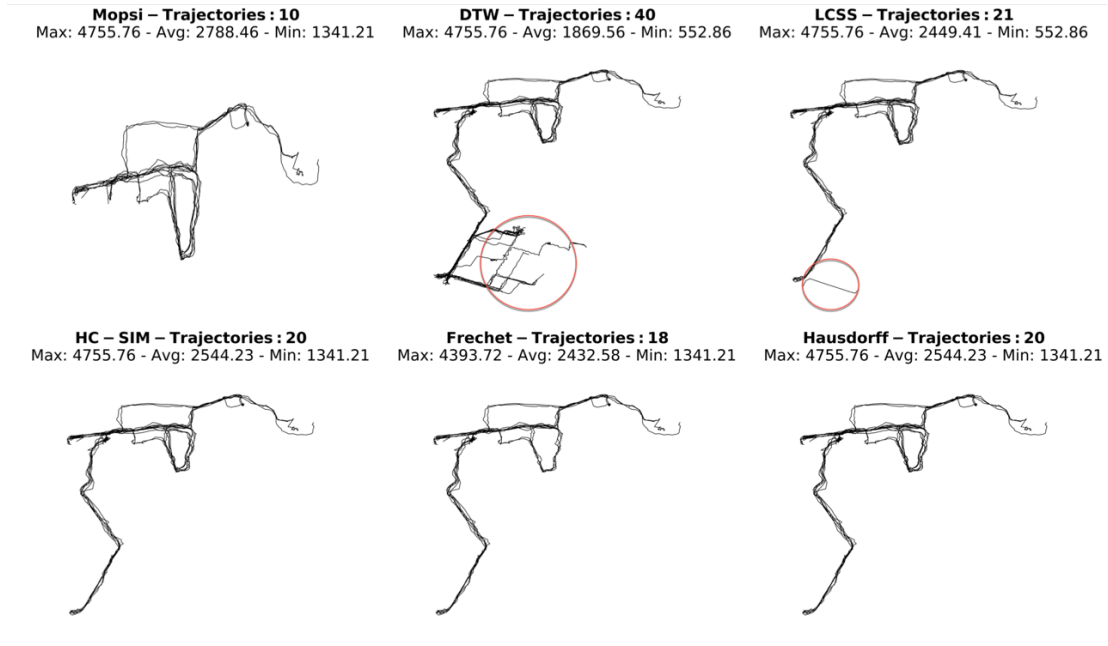 Mopsi – Trajectories : 10
Max: 4755.76 - Avg: 2788.46 - Min: 1341.21
DTW – Trajectories : 40
Max: 4755.76 - Avg: 1869.56 - Min: 552.86
LCSS – Trajectories : 21
Max: 4755.76 - Avg: 2449.41 - Min: 552.86
HC – SIM – Trajectories : 20
Max: 4755.76 - Avg: 2544.23 - Min: 1341.21
Frechet – Trajectories : 18
Max: 4393.72 - Avg: 2432.58 - Min: 1341.21
Hausdorff – Trajectories : 20
Max: 4755.76 - Avg: 2544.23 - Min: 1341.21